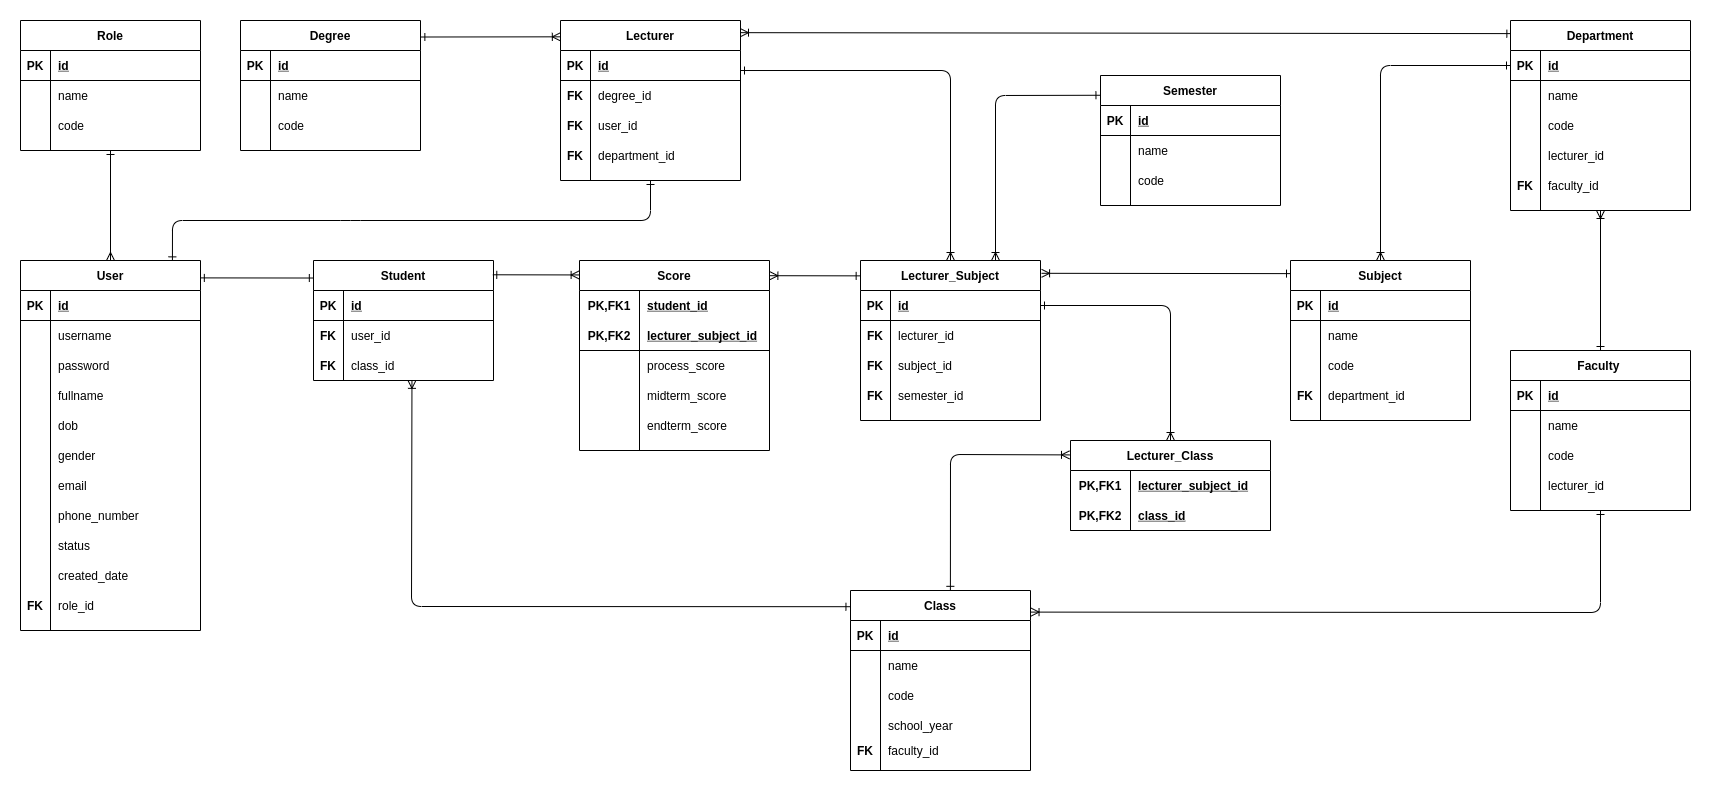 Role
PK id
name
code
Degree
PK id
name
code
Lecturer
PK id
FK degree_id
FK user_id
FK department_id
Semester
PK id
name
code
Department
PK id
name
code
lecturer_id
FK faculty_id
User
PK id
username
password
fullname
dob
gender
email
phone_number
status
created_date
FK role_id
Student
PK id
FK user_id
FK class_id
Score
PK,FK1 student_id
PK,FK2 lecturer_subject_id
process_score
midterm_score
endterm_score
Lecturer_Subject
PK id
FK lecturer_id
FK subject_id
FK semester_id
Subject
PK id
name
code
FK department_id
Faculty
PK id
name
code
lecturer_id
Lecturer_Class
PK,FK1 lecturer_subject_id
PK,FK2 class_id
Class
PK id
name
code
school_year
FK faculty_id